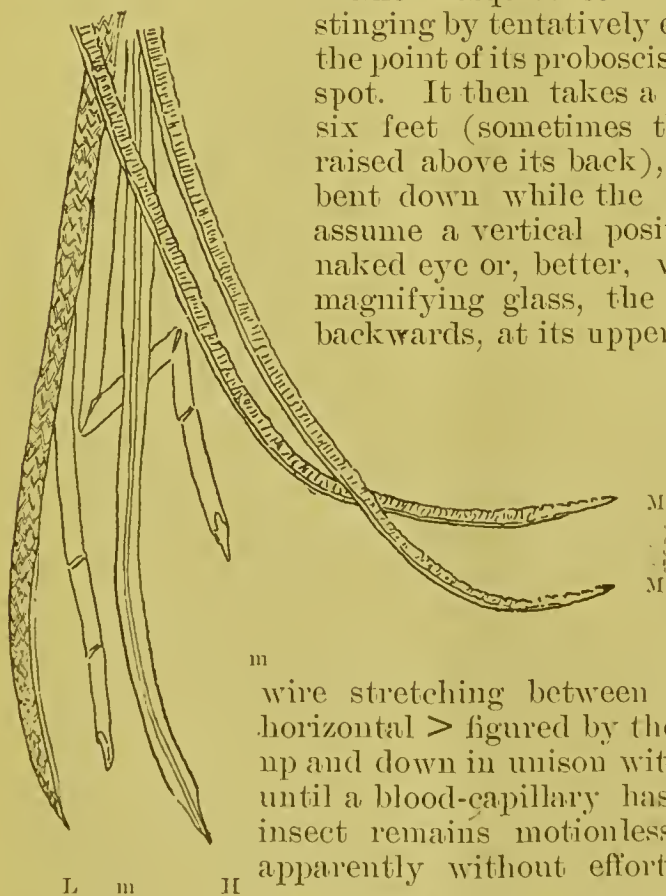 stinging by tentatively
the point of its proboscis
spot. It then takes a
six feet (sometimes
raised above its back),
bent down while the
assume a vertical
naked eye or, better,
magnifying glass, the
backwards, at its upper
M
M
m
wire stretching between
horizontal > figured by the
up and down in unison
until a blood-capillary has
insect remains motionless
apparently without effort
L m H